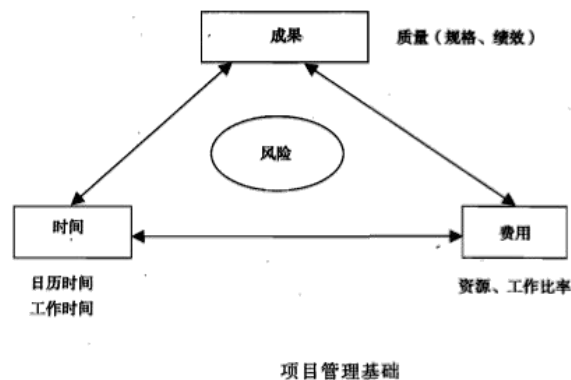 成果
质量（规格、绩效）
风险
时间
费用
日历时间
工作时间
资源、工作比率
项目管理基础